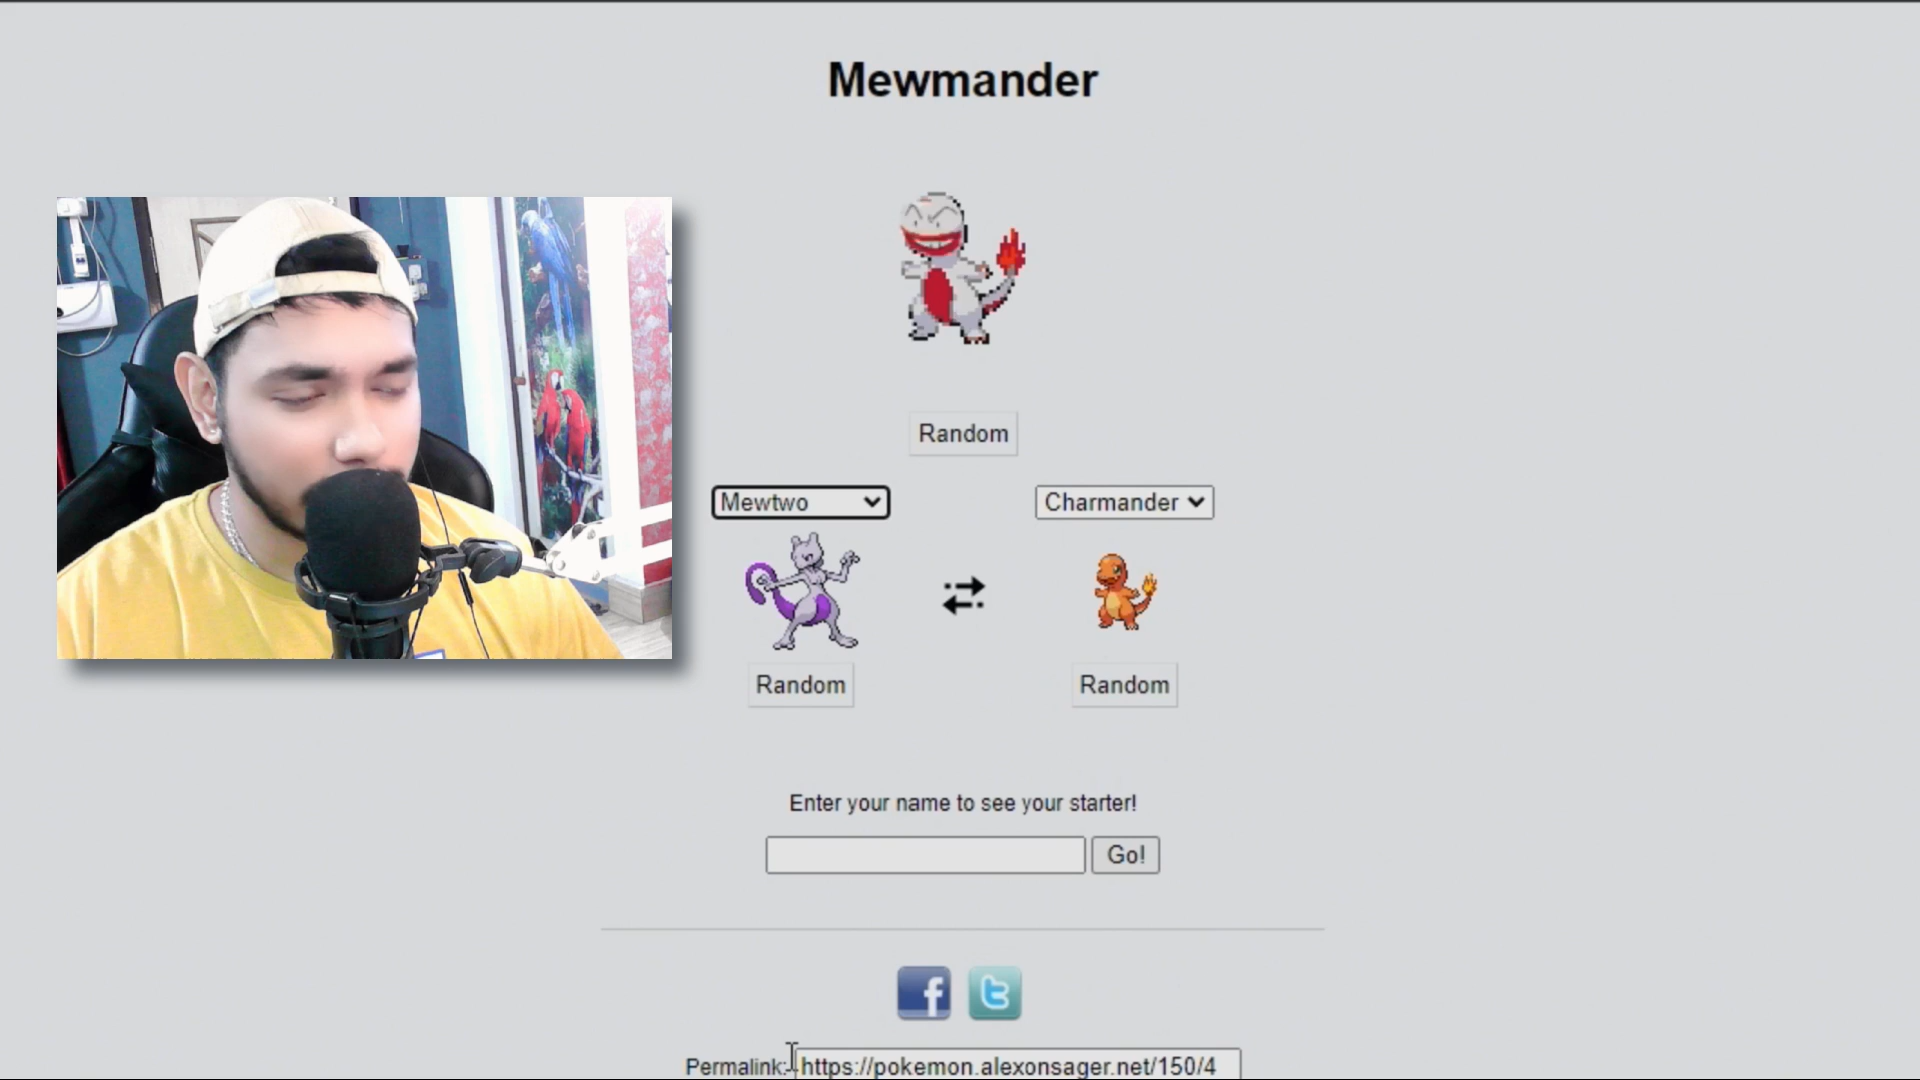 Mewmander
Random
Mewtwo
Charmander
Random
Random
Enter your name to see your starter!
Go!
Permalink: https://pokemon.alexonsager.net/150/4